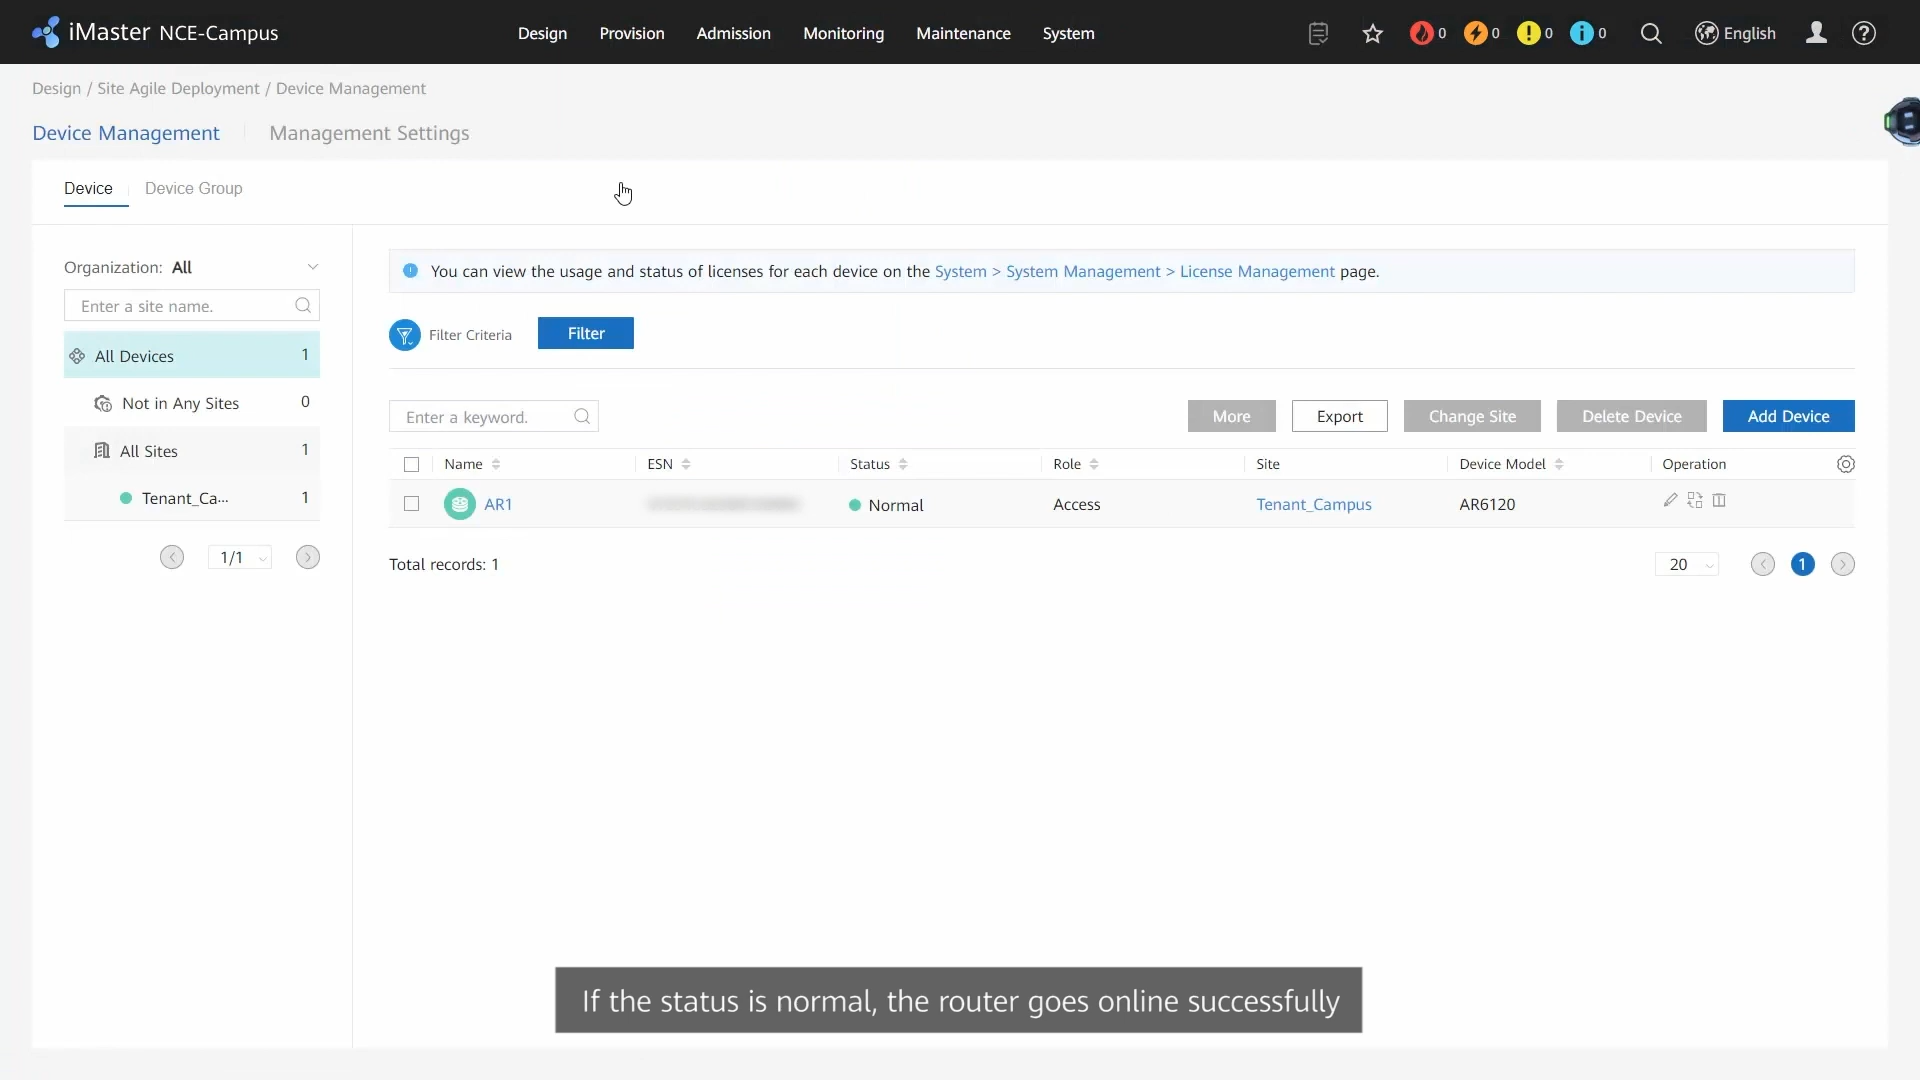 iMaster NCE-Campus
Design Provision Admission Monitoring Maintenance System
0 0 0 0 English
Design / Site Agile Deployment / Device Management
Device Management Management Settings
Device Device Group
Organization: All
Enter a site name.
All Devices 1
Not in Any Sites 0
All Sites 1
Tenant_Ca... 1
1/1
You can view the usage and status of licenses for each device on the System > System Management > License Management page.
Filter Criteria Filter
Enter a keyword. More Export Change Site Delete Device Add Device
Name ESN Status Role Site Device Model Operation
AR1 Normal Access Tenant_Campus AR6120
Total records: 1 20 1
If the status is normal, the router goes online successfully